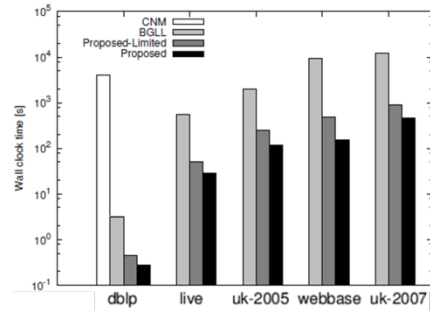 10^5
10^4
10^3
10^2
10^1
10^0
10^-1
Wall clock time [s]
CNM
BGLL
Proposed-Limited
Proposed
dblp live uk-2005 webbase uk-2007